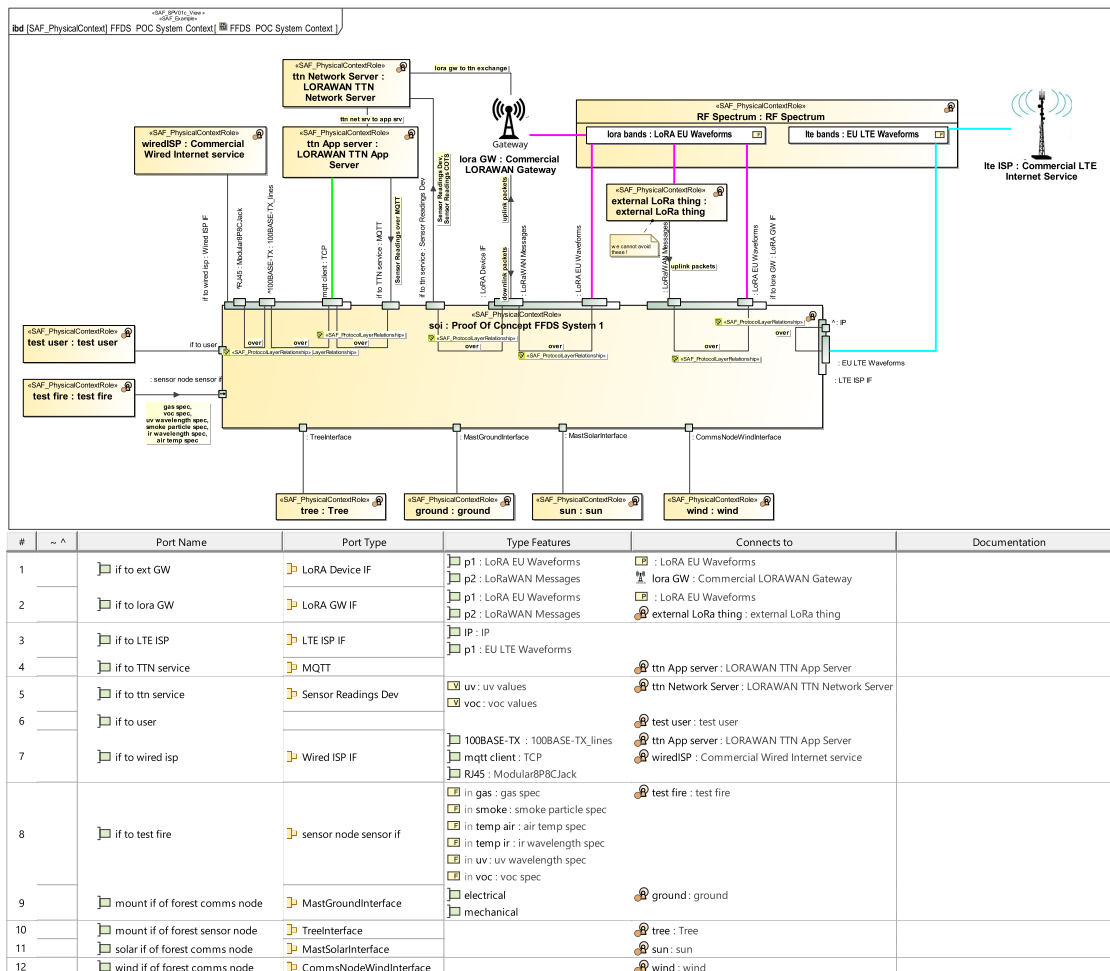 «SAF_SPV01c_View »
«SAF_Example»
ibd [SAF_PhysicalContext] FFDS POC System Context[ FFDS POC System Context ]
«SAF_PhysicalContextRole»
ttn Network Server :
LORAWAN TTN
Network Server
lora gw to ttn exchange
ttn net srv to app srv
Gateway
lora GW : Commercial
LORAWAN Gateway
«SAF_PhysicalContextRole»
RF Spectrum : RF Spectrum
lora bands : LoRA EU Waveforms
lte bands : EU LTE Waveforms
lte ISP : Commercial LTE
Internet Service
«SAF_PhysicalContextRole»
wiredISP : Commercial
Wired Internet service
«SAF_PhysicalContextRole»
ttn App server :
LORAWAN TTN App
Server
«SAF_PhysicalContextRole»
external LoRa thing :
external LoRa thing
we cannot avoid
these !
if to wired isp : Wired ISP IF
^RJ45 : Modular8P8CJack
^100BASE-TX : 100BASE-TX_lines
mqtt client : TCP
if to TTN service : MQTT
Sensor Readings over MQTT
if to ttn service : Sensor Readings Dev
Sensor Readings Dev,
Sensor Readings COTS
: LoRA Device IF
uplink packets
downlink packets
: LoRaWAN Messages
: LoRA EU Waveforms
: LoRaWAN Messages
uplink packets
: LoRA EU Waveforms
if to lora GW : LoRA GW IF
«SAF_PhysicalContextRole»
soi : Proof Of Concept FFDS System 1
«SAF_ProtocolLayerRelationship»
over
over
over
«SAF_ProtocolLayerRelationship»
LayerRelationship»
«SAF_ProtocolLayerRelationship»
over
over
«SAF_ProtocolLayerRelationship»
«SAF_ProtocolLayerRelationship»
over
over
«SAF_ProtocolLayerRelationship»
^ : IP
: EU LTE Waveforms
: LTE ISP IF
«SAF_PhysicalContextRole»
test user : test user
if to user
«SAF_PhysicalContextRole»
test fire : test fire
: sensor node sensor if
gas spec,
voc spec,
uv wavelength spec,
smoke particle spec,
ir wavelength spec,
air temp spec
: TreeInterface
: MastGroundInterface
: MastSolarInterface
: CommsNodeWindInterface
«SAF_PhysicalContextRole»
tree : Tree
«SAF_PhysicalContextRole»
ground : ground
«SAF_PhysicalContextRole»
sun : sun
«SAF_PhysicalContextRole»
wind : wind
# ~ ^ Port Name Port Type Type Features Connects to Documentation
1 if to ext GW LoRA Device IF p1 : LoRA EU Waveforms : LoRA EU Waveforms
p2 : LoRaWAN Messages lora GW : Commercial LORAWAN Gateway
2 if to lora GW LoRA GW IF p1 : LoRA EU Waveforms : LoRA EU Waveforms
p2 : LoRaWAN Messages external LoRa thing : external LoRa thing
3 if to LTE ISP LTE ISP IF IP : IP
p1 : EU LTE Waveforms
4 if to TTN service MQTT ttn App server : LORAWAN TTN App Server
5 if to ttn service Sensor Readings Dev uv : uv values ttn Network Server : LORAWAN TTN Network Server
voc : voc values
6 if to user test user : test user
7 if to wired isp Wired ISP IF 100BASE-TX : 100BASE-TX_lines ttn App server : LORAWAN TTN App Server
mqtt client : TCP wiredISP : Commercial Wired Internet service
RJ45 : Modular8P8CJack
8 if to test fire sensor node sensor if in gas : gas spec test fire : test fire
in smoke : smoke particle spec
in temp air : air temp spec
in temp ir : ir wavelength spec
in uv : uv wavelength spec
in voc : voc spec
9 mount if of forest comms node MastGroundInterface electrical ground : ground
mechanical
10 mount if of forest sensor node TreeInterface tree : Tree
11 solar if of forest comms node MastSolarInterface sun : sun
12 wind if of forest comms node CommsNodeWindInterface wind : wind